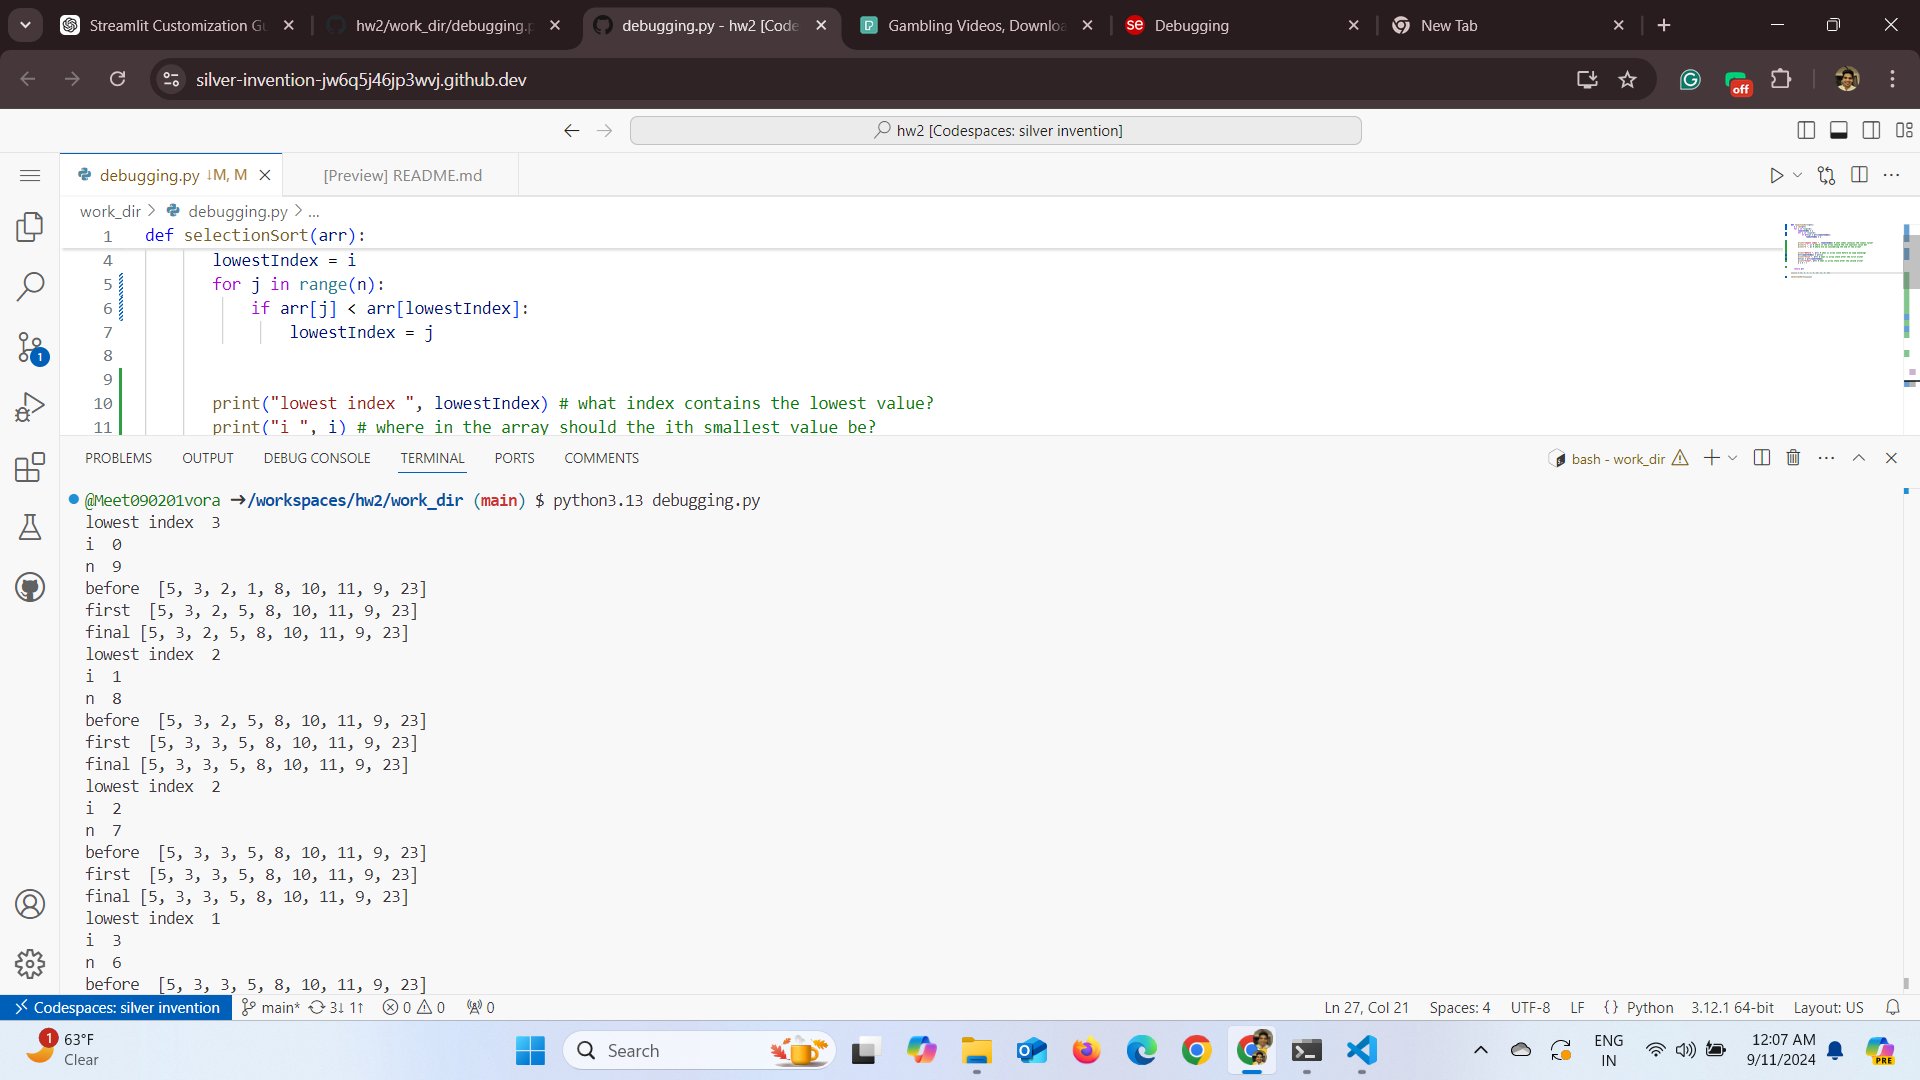 Streamlit Customization Gu
hw2/work_dir/debugging.p
debugging.py - hw2 [Code
Gambling Videos, Downloa
se Debugging
New Tab
silver-invention-jw6q5j46jp3wvj.github.dev
off
hw2 [Codespaces: silver invention]
debugging.py ↓M, M
[Preview] README.md
work_dir > debugging.py > ...
1 def selectionSort(arr):
4 lowestIndex = i
5 for j in range(n):
6 if arr[j] < arr[lowestIndex]:
7 lowestIndex = j
8
9
10 print("lowest index ", lowestIndex) # what index contains the lowest value?
11 print("i ", i) # where in the array should the ith smallest value be?
1
PROBLEMS OUTPUT DEBUG CONSOLE TERMINAL PORTS COMMENTS
bash - work_dir
@Meet090201vora ➜/workspaces/hw2/work_dir (main) $ python3.13 debugging.py
lowest index  3
i  0
n  9
before  [5, 3, 2, 1, 8, 10, 11, 9, 23]
first  [5, 3, 2, 5, 8, 10, 11, 9, 23]
final [5, 3, 2, 5, 8, 10, 11, 9, 23]
lowest index  2
i  1
n  8
before  [5, 3, 2, 5, 8, 10, 11, 9, 23]
first  [5, 3, 3, 5, 8, 10, 11, 9, 23]
final [5, 3, 3, 5, 8, 10, 11, 9, 23]
lowest index  2
i  2
n  7
before  [5, 3, 3, 5, 8, 10, 11, 9, 23]
first  [5, 3, 3, 5, 8, 10, 11, 9, 23]
final [5, 3, 3, 5, 8, 10, 11, 9, 23]
lowest index  1
i  3
n  6
before  [5, 3, 3, 5, 8, 10, 11, 9, 23]
Codespaces: silver invention main* 3↓ 1↑ 0 0 0
Ln 27, Col 21 Spaces: 4 UTF-8 LF {} Python 3.12.1 64-bit Layout: US
1
63°F
Clear
Search
ENG
IN
12:07 AM
9/11/2024
PRE